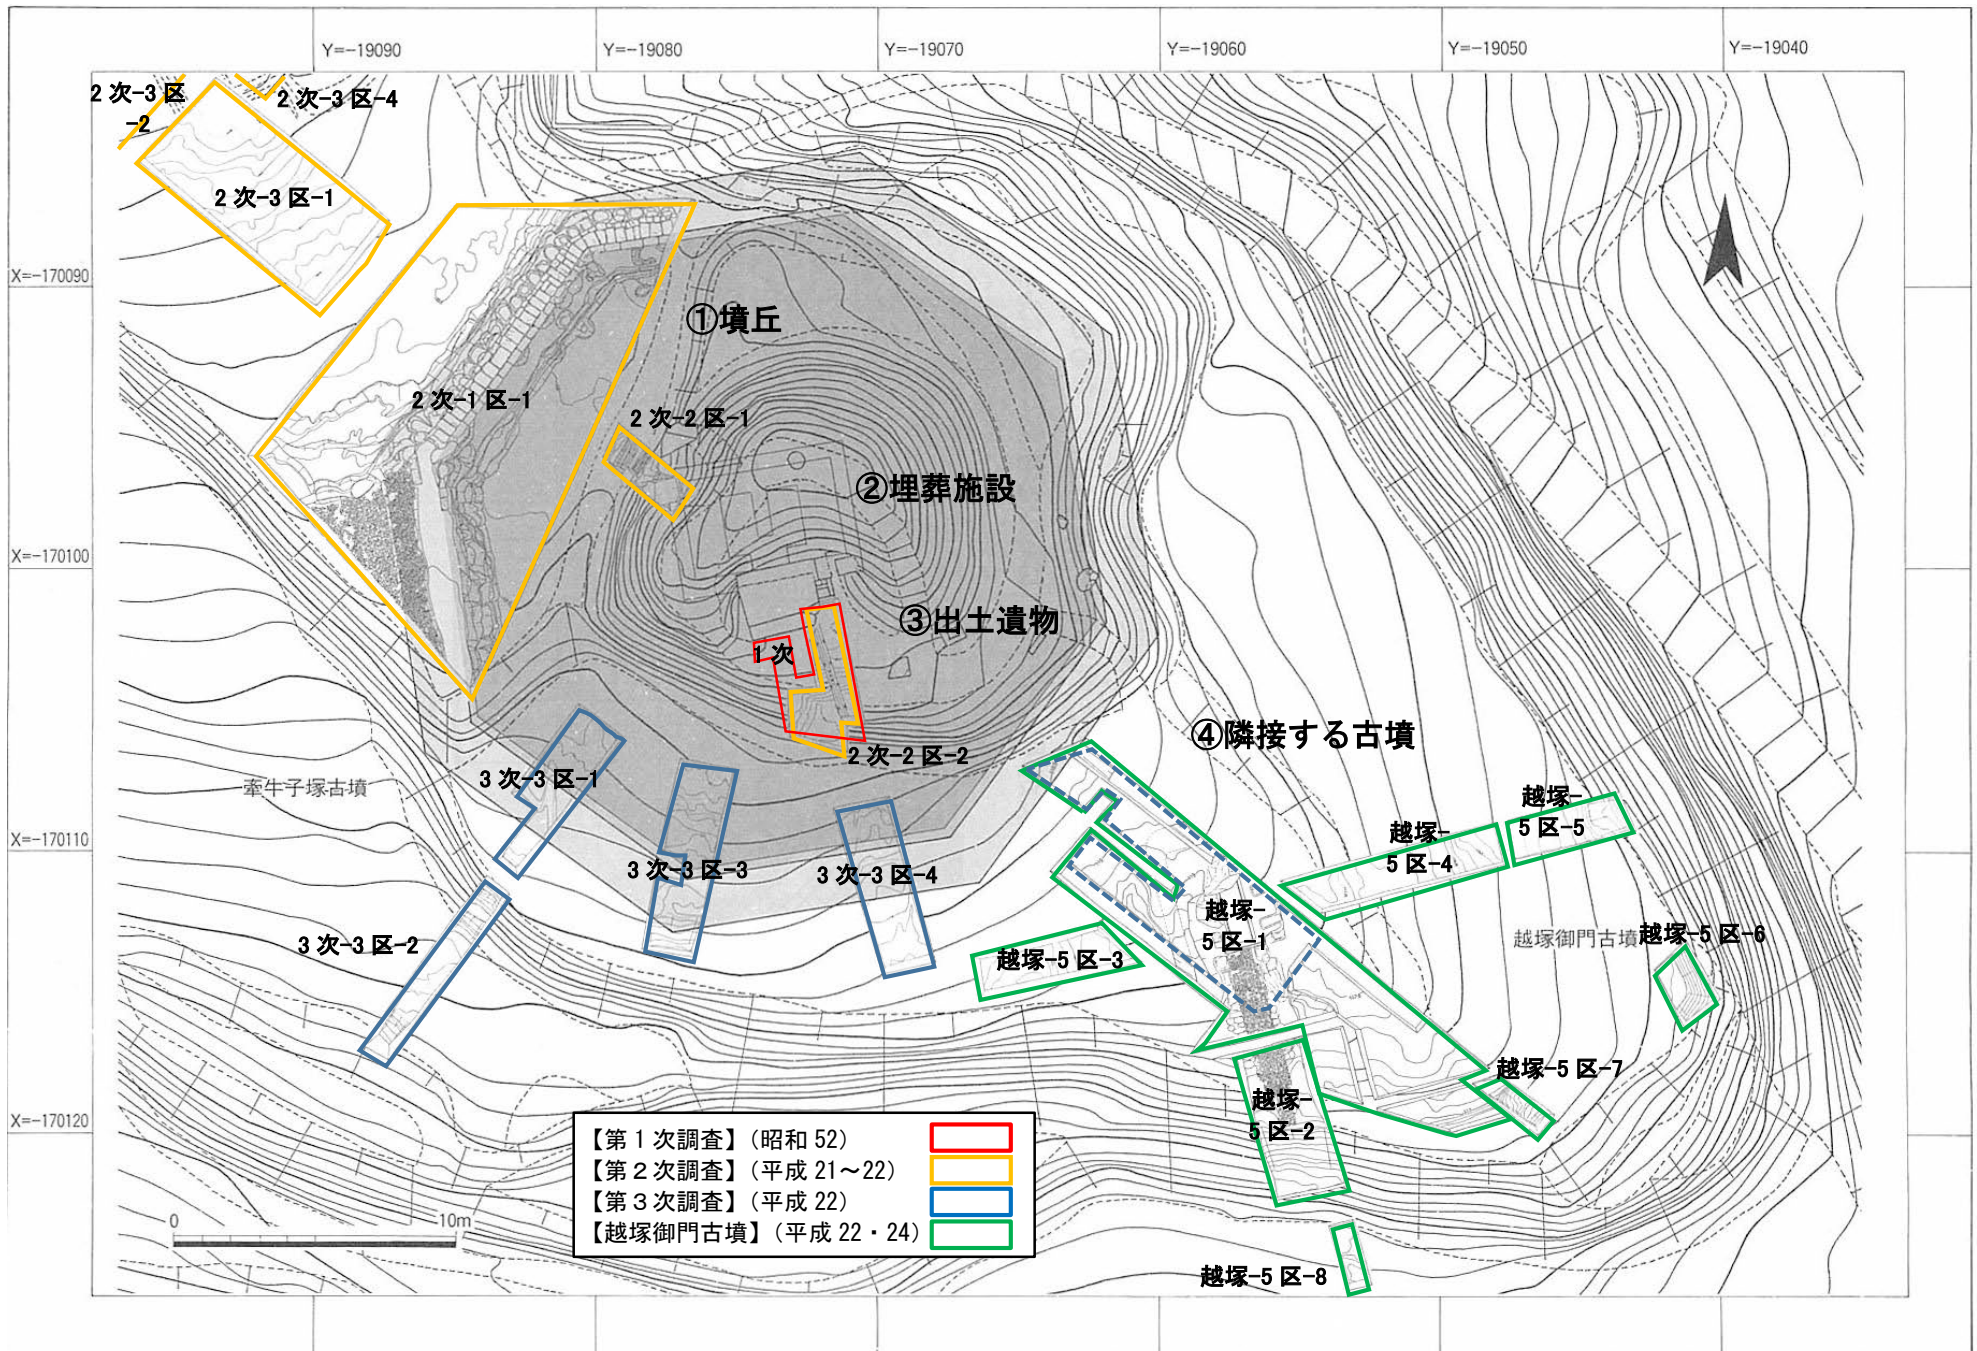 Y=-19090
Y=-19080
Y=-19070
Y=-19060
Y=-19050
Y=-19040
2次-3区
-2
2次-3区-4
2次-3区-1
X=-170090
①墳丘
2次-1区-1
2次-2区-1
②埋葬施設
X=-170100
③出土遺物
1次
④隣接する古墳
2次-2区-2
3次-3区-1
牽牛子塚古墳
越塚-
5区-5
越塚-
5区-4
X=-170110
3次-3区-3
3次-3区-4
越塚-
5区-1
越塚御門古墳
越塚-5区-6
3次-3区-2
越塚-5区-3
越塚-5区-7
越塚-
5区-2
X=-170120
【第1次調査】（昭和52）
【第2次調査】（平成21～22）
【第3次調査】（平成22）
【越塚御門古墳】（平成22・24）
0
10m
越塚-5区-8